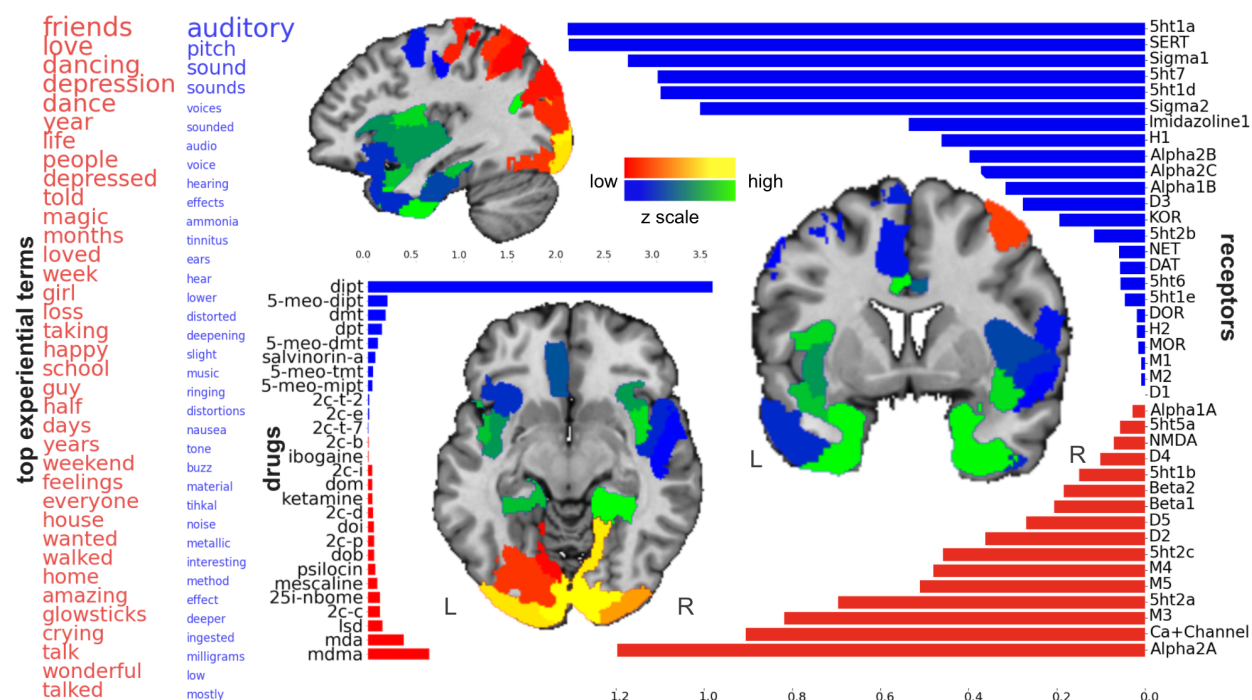 top experiential terms
friends
love
dancing
depression
dance
year
life
people
depressed
told
magic
months
loved
week
girl
loss
taking
happy
school
guy
half
days
years
weekend
feelings
everyone
house
wanted
walked
home
amazing
glowsticks
crying
talk
wonderful
talked
auditory
pitch
sound
sounds
voices
sounded
audio
voice
hearing
effects
ammonia
tinnitus
ears
hear
lower
distorted
deepening
slight
music
ringing
distortions
nausea
tone
buzz
material
tihkal
noise
metallic
interesting
method
effect
deeper
ingested
milligrams
low
mostly
low
high
z scale
0.0 0.5 1.0 1.5 2.0 2.5 3.0 3.5
drugs
dipt
5-meo-dipt
dmt
dpt
5-meo-dmt
salvinorin-a
5-meo-tmt
5-meo-mipt
2c-t-2
2c-e
2c-t-7
2c-b
ibogaine
2c-i
dom
ketamine
2c-d
doi
2c-p
dob
psilocin
mescaline
25i-nbome
2c-c
lsd
mda
mdma
L
R
L
R
5ht1a
SERT
Sigma1
5ht7
5ht1d
Sigma2
Imidazoline1
H1
Alpha2B
Alpha2C
Alpha1B
D3
KOR
5ht2b
NET
DAT
5ht6
5ht1e
DOR
H2
MOR
M1
M2
D1
Alpha1A
5ht5a
NMDA
D4
5ht1b
Beta2
Beta1
D5
D2
5ht2c
M4
M5
5ht2a
M3
Ca+Channel
Alpha2A
receptors
1.2 1.0 0.8 0.6 0.4 0.2 0.0